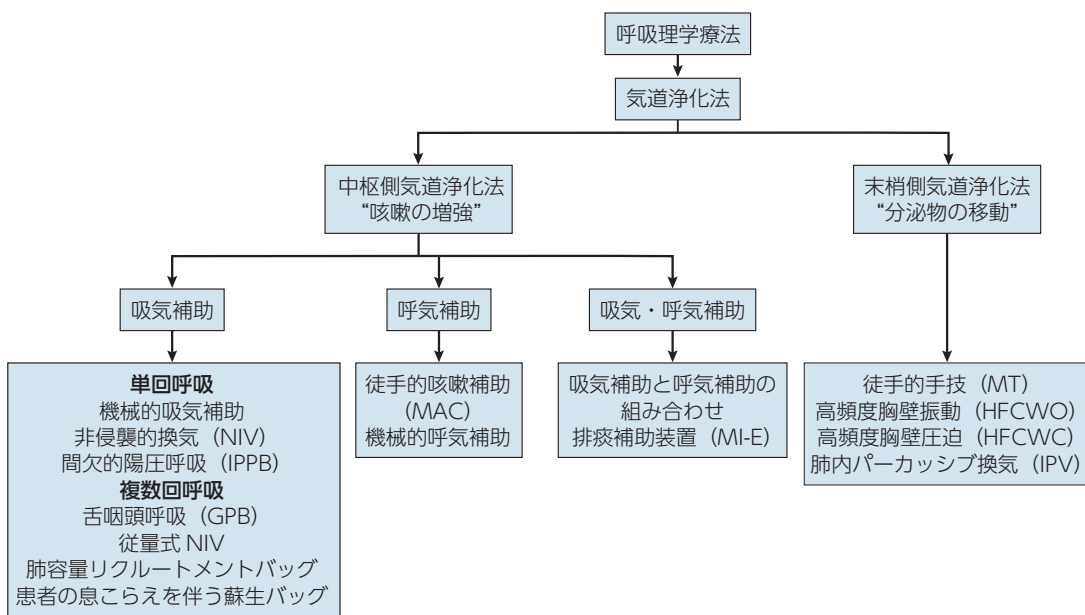 呼吸理学療法
気道浄化法
中枢側気道浄化法
“咳嗽の増強”
末梢側気道浄化法
“分泌物の移動”
吸気補助
呼気補助
吸気・呼気補助
単回呼吸
機械的吸気補助
非侵襲的換気（NIV）
間欠的陽圧呼吸（IPPB）
複数回呼吸
舌咽頭呼吸（GPB）
従量式 NIV
肺容量リクルートメントバッグ
患者の息こらえを伴う蘇生バッグ
徒手的咳嗽補助
（MAC）
機械的呼気補助
吸気補助と呼気補助の
組み合わせ
排痰補助装置（MI-E）
徒手的手技（MT）
高頻度胸壁振動（HFCWO）
高頻度胸壁圧迫（HFCWC）
肺内パーカッシブ換気（IPV）